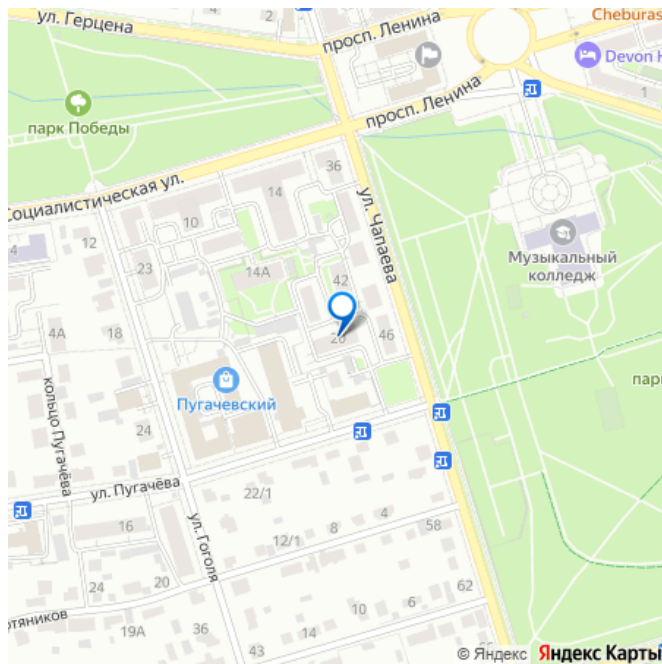 ул. Герцена
просп. Ленина
Cheburas
Devon H
1
парк Победы
просп. Ленина
36
Социалистическая ул.
14
ул. Чапаева
10
12
4
Музыкальный
колледж
23
14А
42
18
4А
46
26
Пугачевский
пар
кольцо Пугачёва
24
ул. Пугачёва
22/1
ул. Гоголя
16
8
4
58
12/1
20
24
62
6
10
14
ртяников
19А
36
4
43
© Яндекс
Яндекс Карты